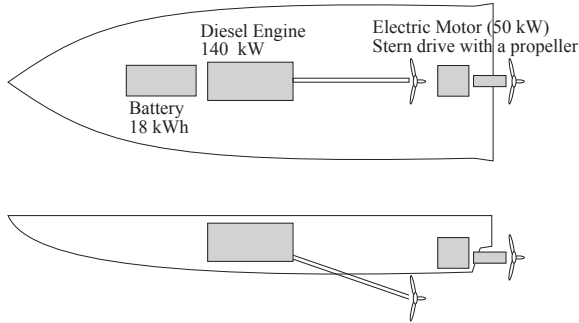 Diesel Engine
140 kW
Electric Motor (50 kW)
Stern drive with a propeller
Battery
18 kWh